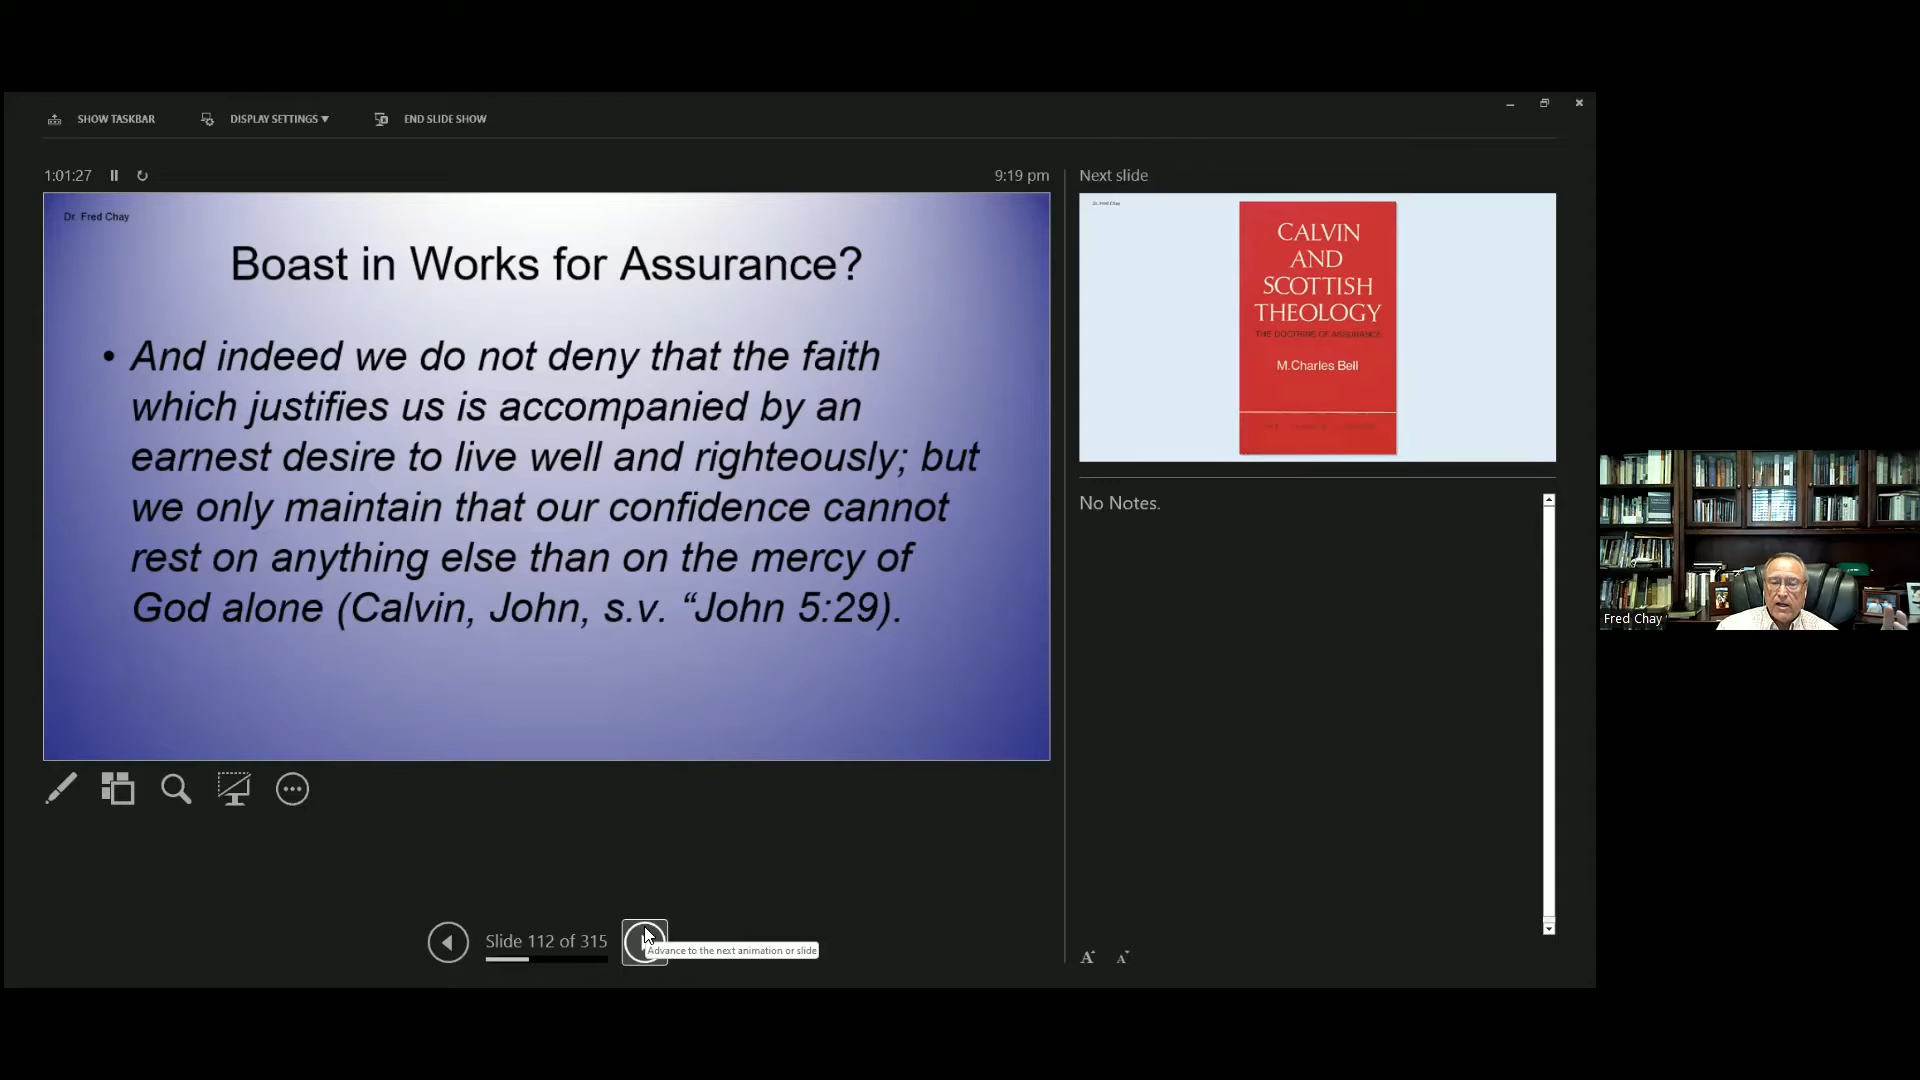 SHOW TASKBAR
DISPLAY SETTINGS ▾
END SLIDE SHOW
1:01:27
9:19 pm
Dr. Fred Chay
Boast in Works for Assurance?
• And indeed we do not deny that the faith
which justifies us is accompanied by an
earnest desire to live well and righteously; but
we only maintain that our confidence cannot
rest on anything else than on the mercy of
God alone (Calvin, John, s.v. “John 5:29).
Slide 112 of 315
Advance to the next animation or slide
Next slide
Dr. Fred Chay
CALVIN
AND
SCOTTISH
THEOLOGY
THE DOCTRINE OF ASSURANCE
M.Charles Bell
No Notes.
A
A
Fred Chay